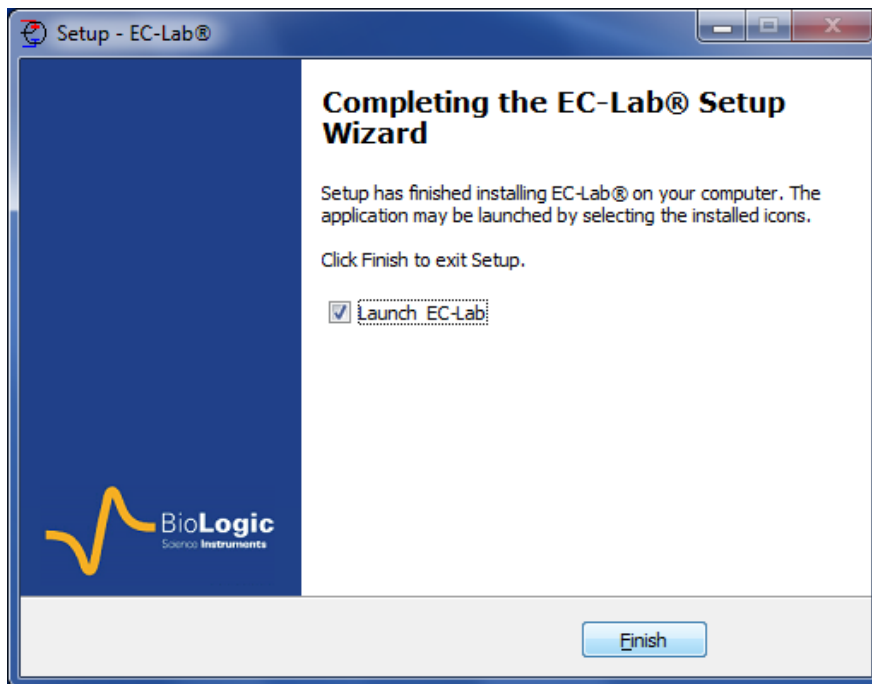 Setup - EC-Lab®
Completing the EC-Lab® Setup
Wizard
Setup has finished installing EC-Lab® on your computer. The
application may be launched by selecting the installed icons.
Click Finish to exit Setup.
Launch EC-Lab
BioLogic
Science Instruments
Finish